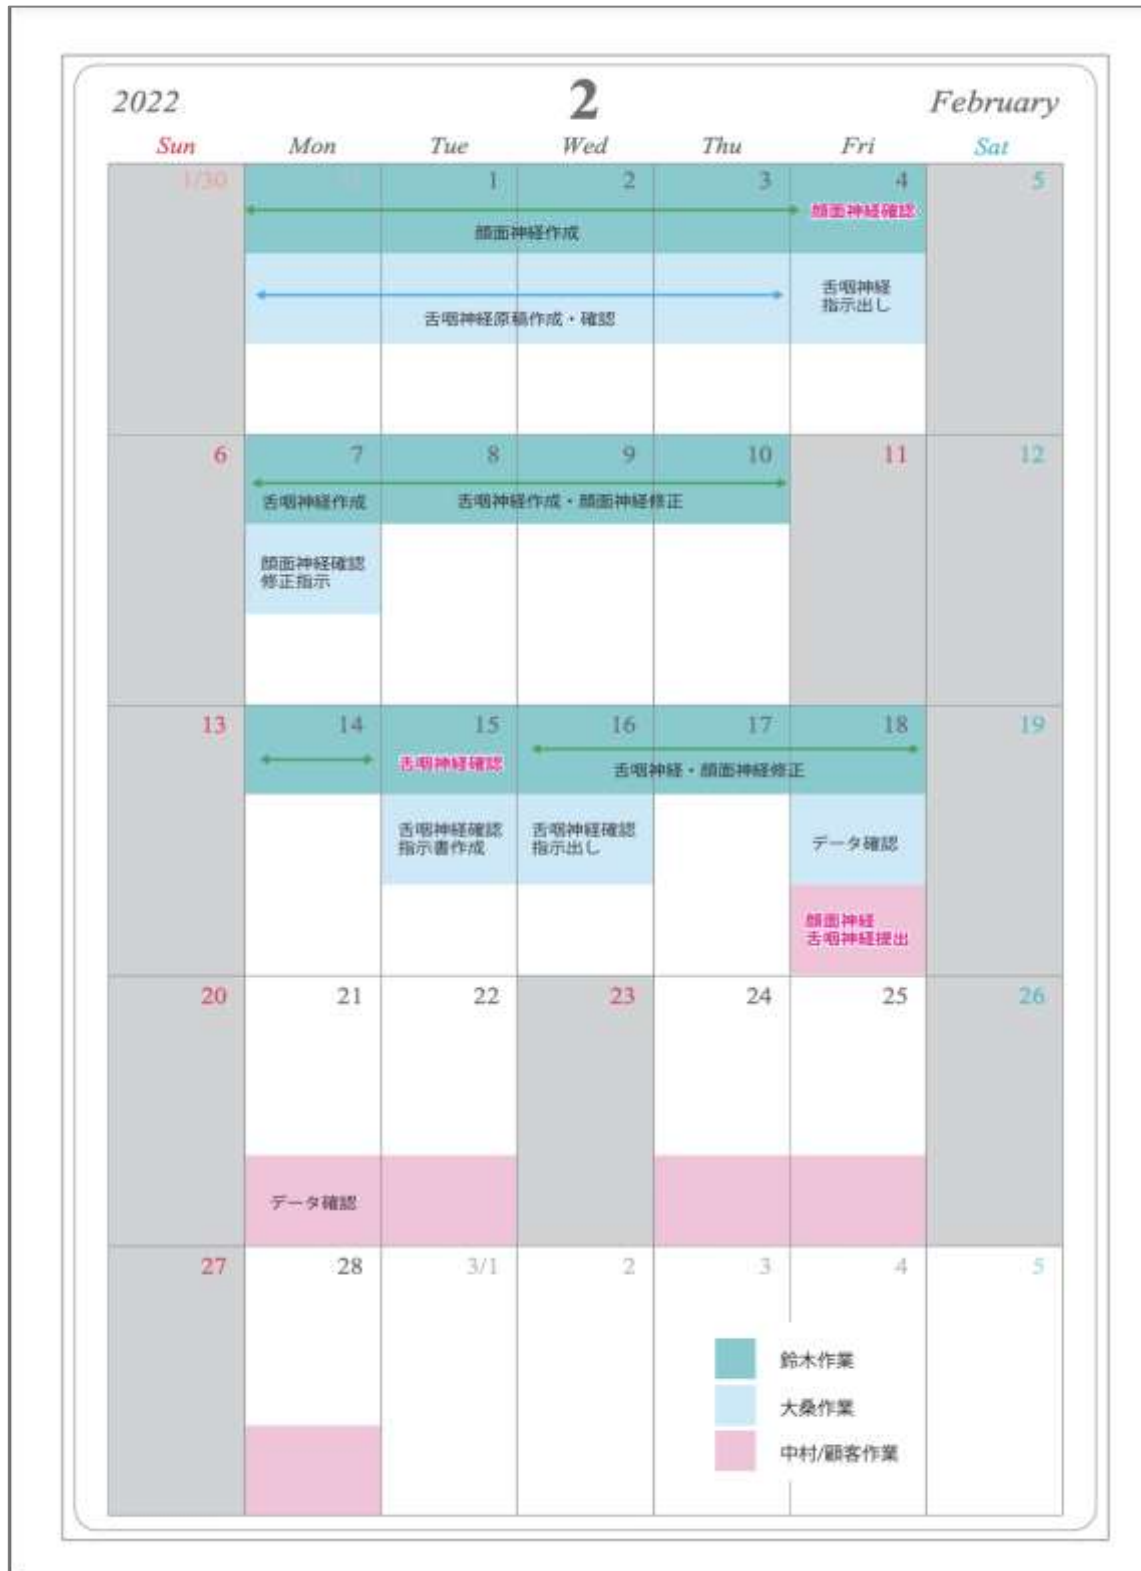 2022 2 February
Sun Mon Tue Wed Thu Fri Sat
1/30 1 2 3 4 5
顔面神経確認
顔面神経作成
舌咽神経
指示出し
舌咽神経原稿作成・確認
6 7 8 9 10 11 12
舌咽神経作成 舌咽神経作成・顔面神経修正
顔面神経確認
修正指示
13 14 15 16 17 18 19
舌咽神経確認 舌咽神経・顔面神経修正
舌咽神経確認
指示書作成
舌咽神経確認
指示出し
データ確認
顔面神経
舌咽神経提出
20 21 22 23 24 25 26
データ確認
27 28 3/1 2 3 4 5
鈴木作業
大桑作業
中村/顧客作業